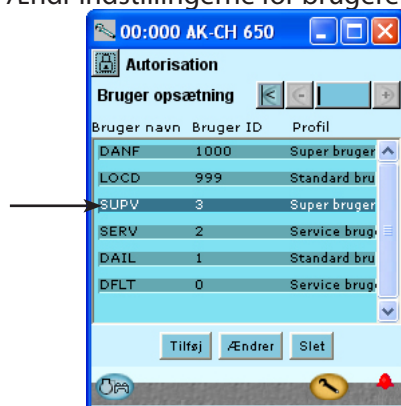 Ændr indstillingerne for brugere
00:000 AK-CH 650
Autorisation
Bruger opsætning
Bruger navn Bruger ID Profil
DANF 1000 Super bruger
LOCD 999 Standard bru
SUPV 3 Super bruger
SERV 2 Service bruge
DAIL 1 Standard bru
DFLT 0 Service bruge
Tilføj Ændrer Slet